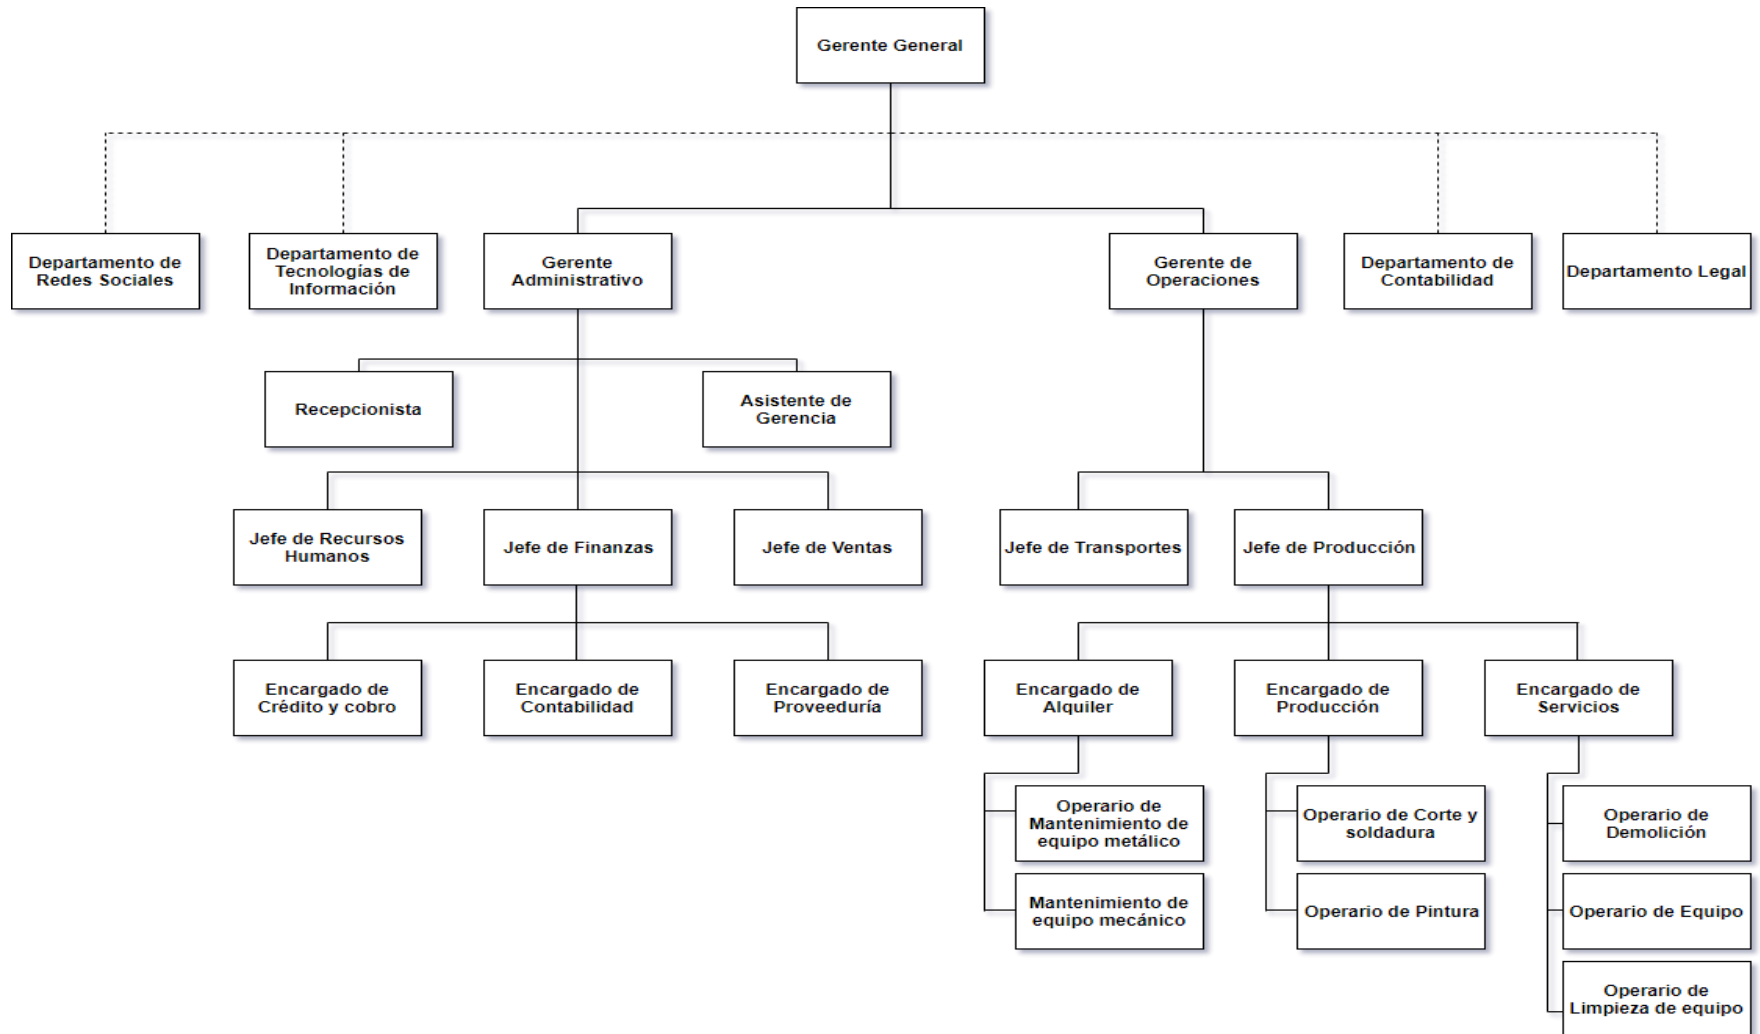 Gerente General
Departamento de
Redes Sociales
Departamento de
Tecnologías de
Información
Gerente
Administrativo
Gerente de
Operaciones
Departamento de
Contabilidad
Departamento Legal
Recepcionista
Asistente de
Gerencia
Jefe de Recursos
Humanos
Jefe de Finanzas
Jefe de Ventas
Jefe de Transportes
Jefe de Producción
Encargado de
Crédito y cobro
Encargado de
Contabilidad
Encargado de
Proveeduría
Encargado de
Alquiler
Encargado de
Producción
Encargado de
Servicios
Operario de
Mantenimiento de
equipo metálico
Operario de Corte y
soldadura
Operario de
Demolición
Mantenimiento de
equipo mecánico
Operario de Pintura
Operario de Equipo
Operario de
Limpieza de equipo